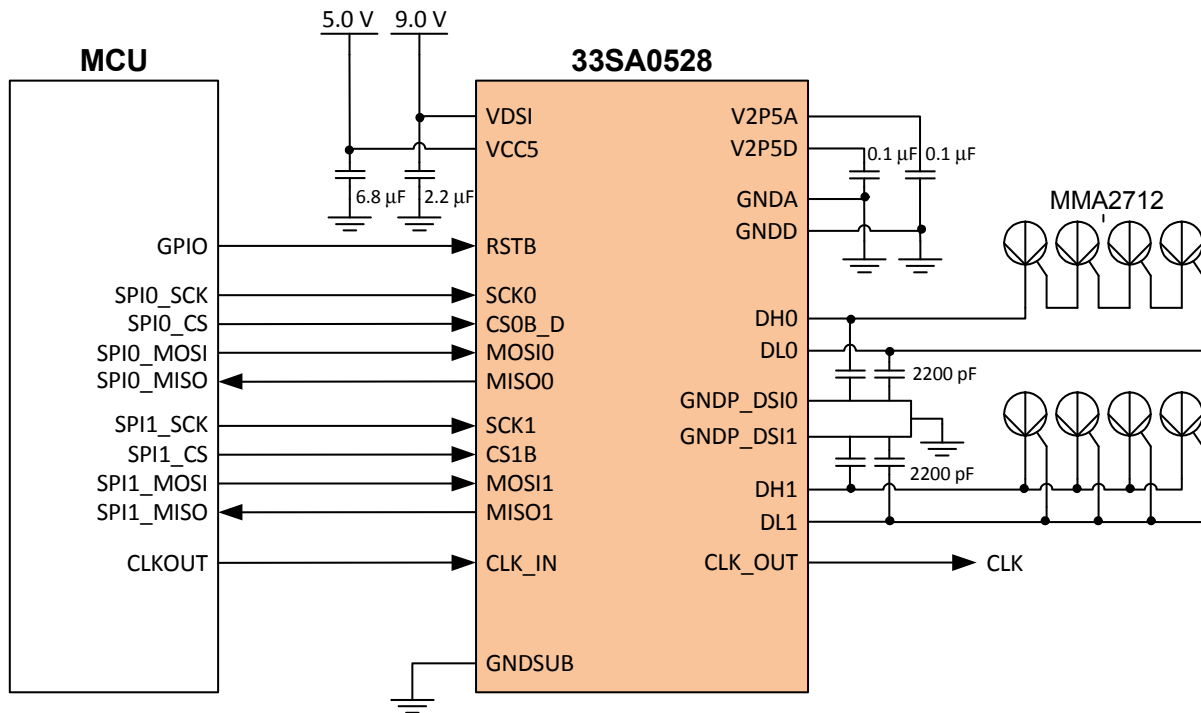 5.0 V 9.0 V
MCU 33SA0528
VDSI V2P5A
VCC5 V2P5D
0.1 µF 0.1 µF
6.8 µF 2.2 µF GNDA MMA2712
GNDD
GPIO RSTB
SPI0_SCK SCK0
SPI0_CS CS0B_D DH0
SPI0_MOSI MOSI0 DL0
SPI0_MISO MISO0 2200 pF
GNDP_DSI0
SPI1_SCK SCK1 GNDP_DSI1
SPI1_CS CS1B
2200 pF
SPI1_MOSI MOSI1 DH1
SPI1_MISO MISO1 DL1
CLKOUT CLK_IN CLK_OUT CLK
GNDSUB